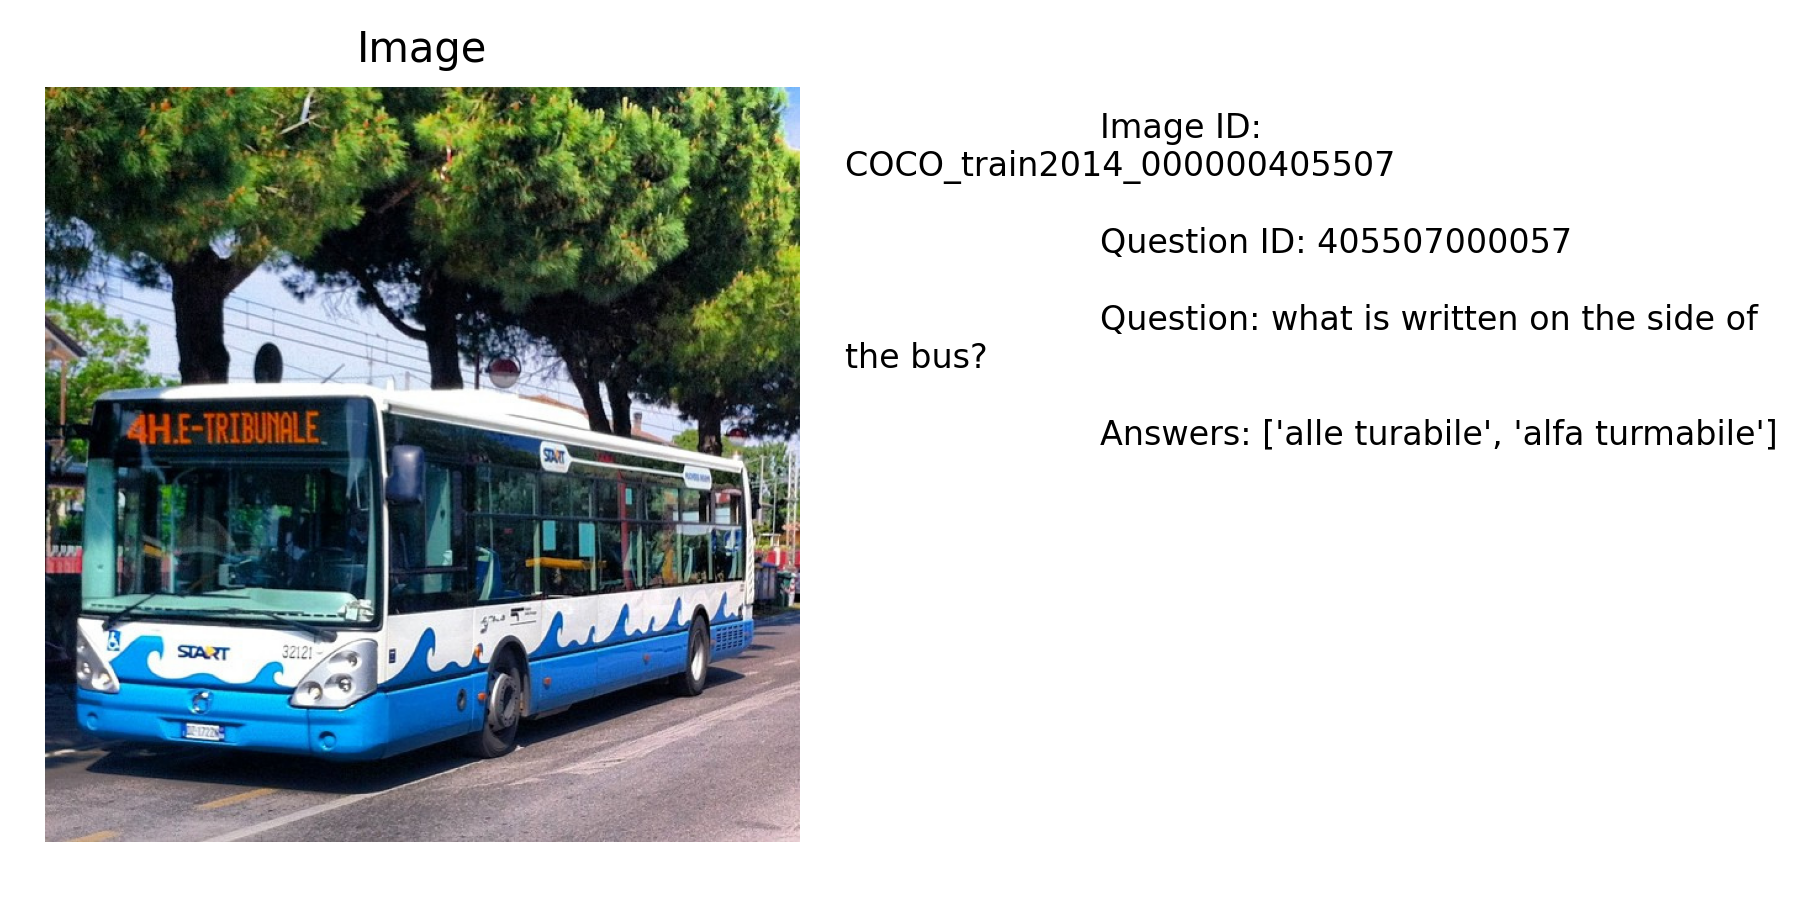 Image
Image ID:
COCO_train2014_000000405507
Question ID: 405507000057
Question: what is written on the side of
the bus?
Answers: ['alle turabile', 'alfa turmabile']
4H.E-TRIBUNALE
START
START
32121